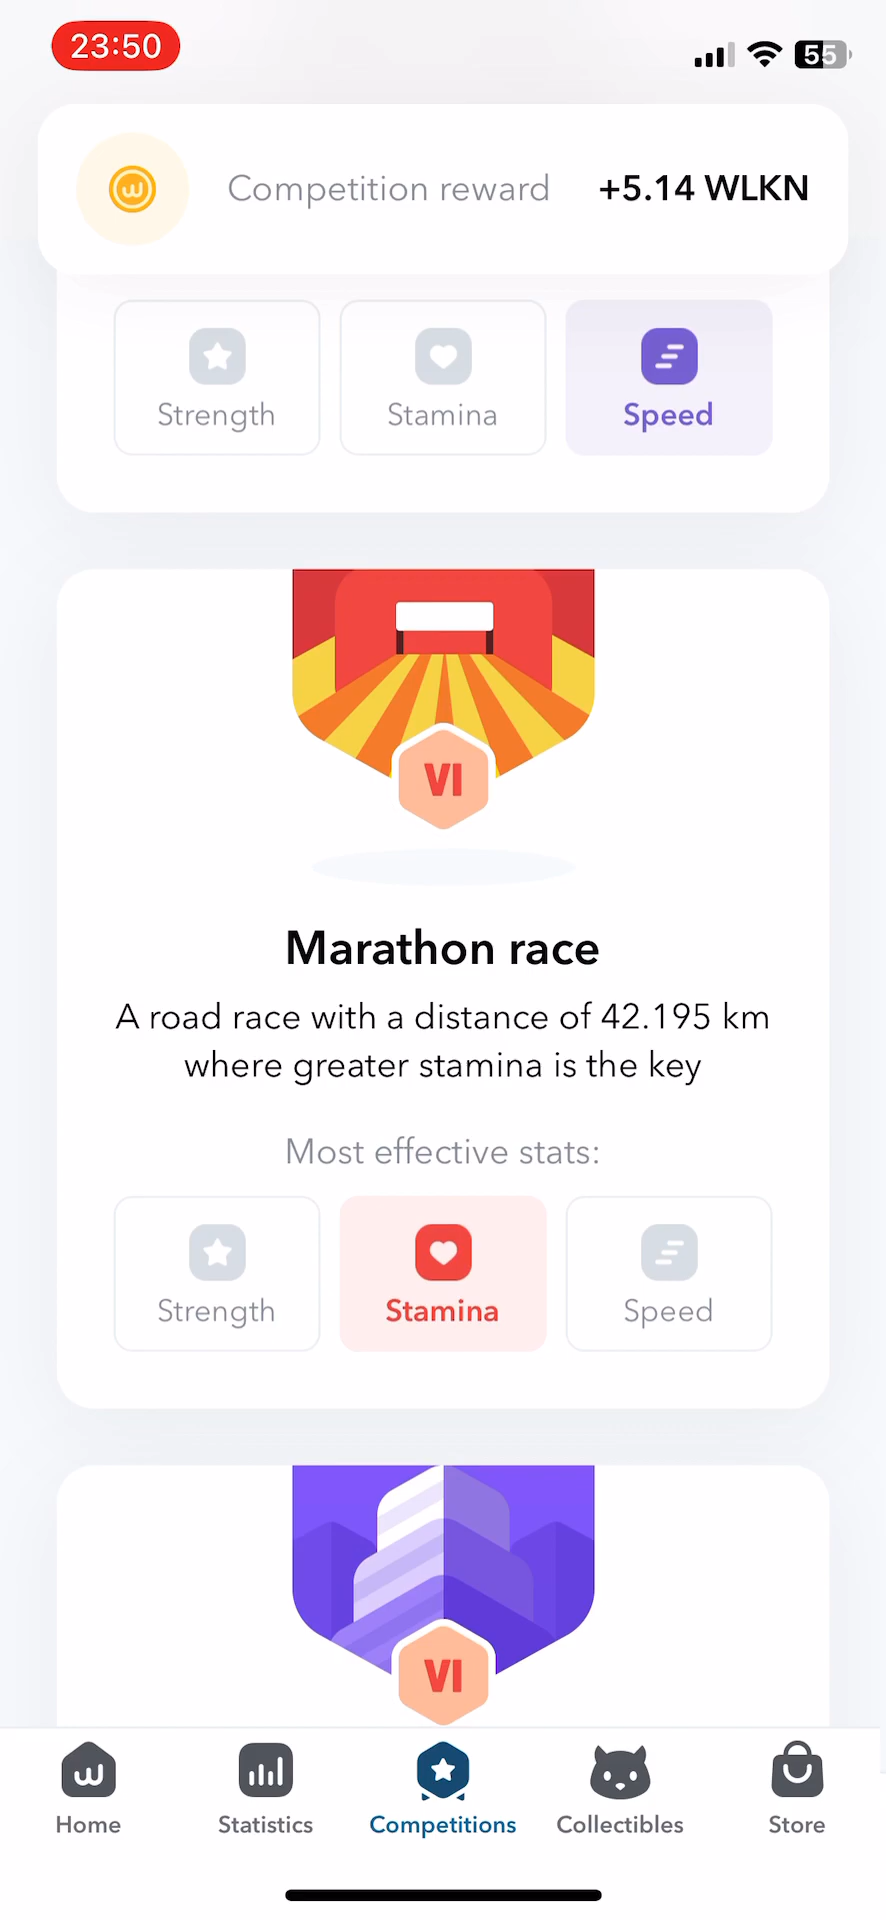 23:50
55
Competition reward +5.14 WLKN
Strength Stamina Speed
VI
Marathon race
A road race with a distance of 42.195 km
where greater stamina is the key
Most effective stats:
Strength Stamina Speed
VI
Home Statistics Competitions Collectibles Store